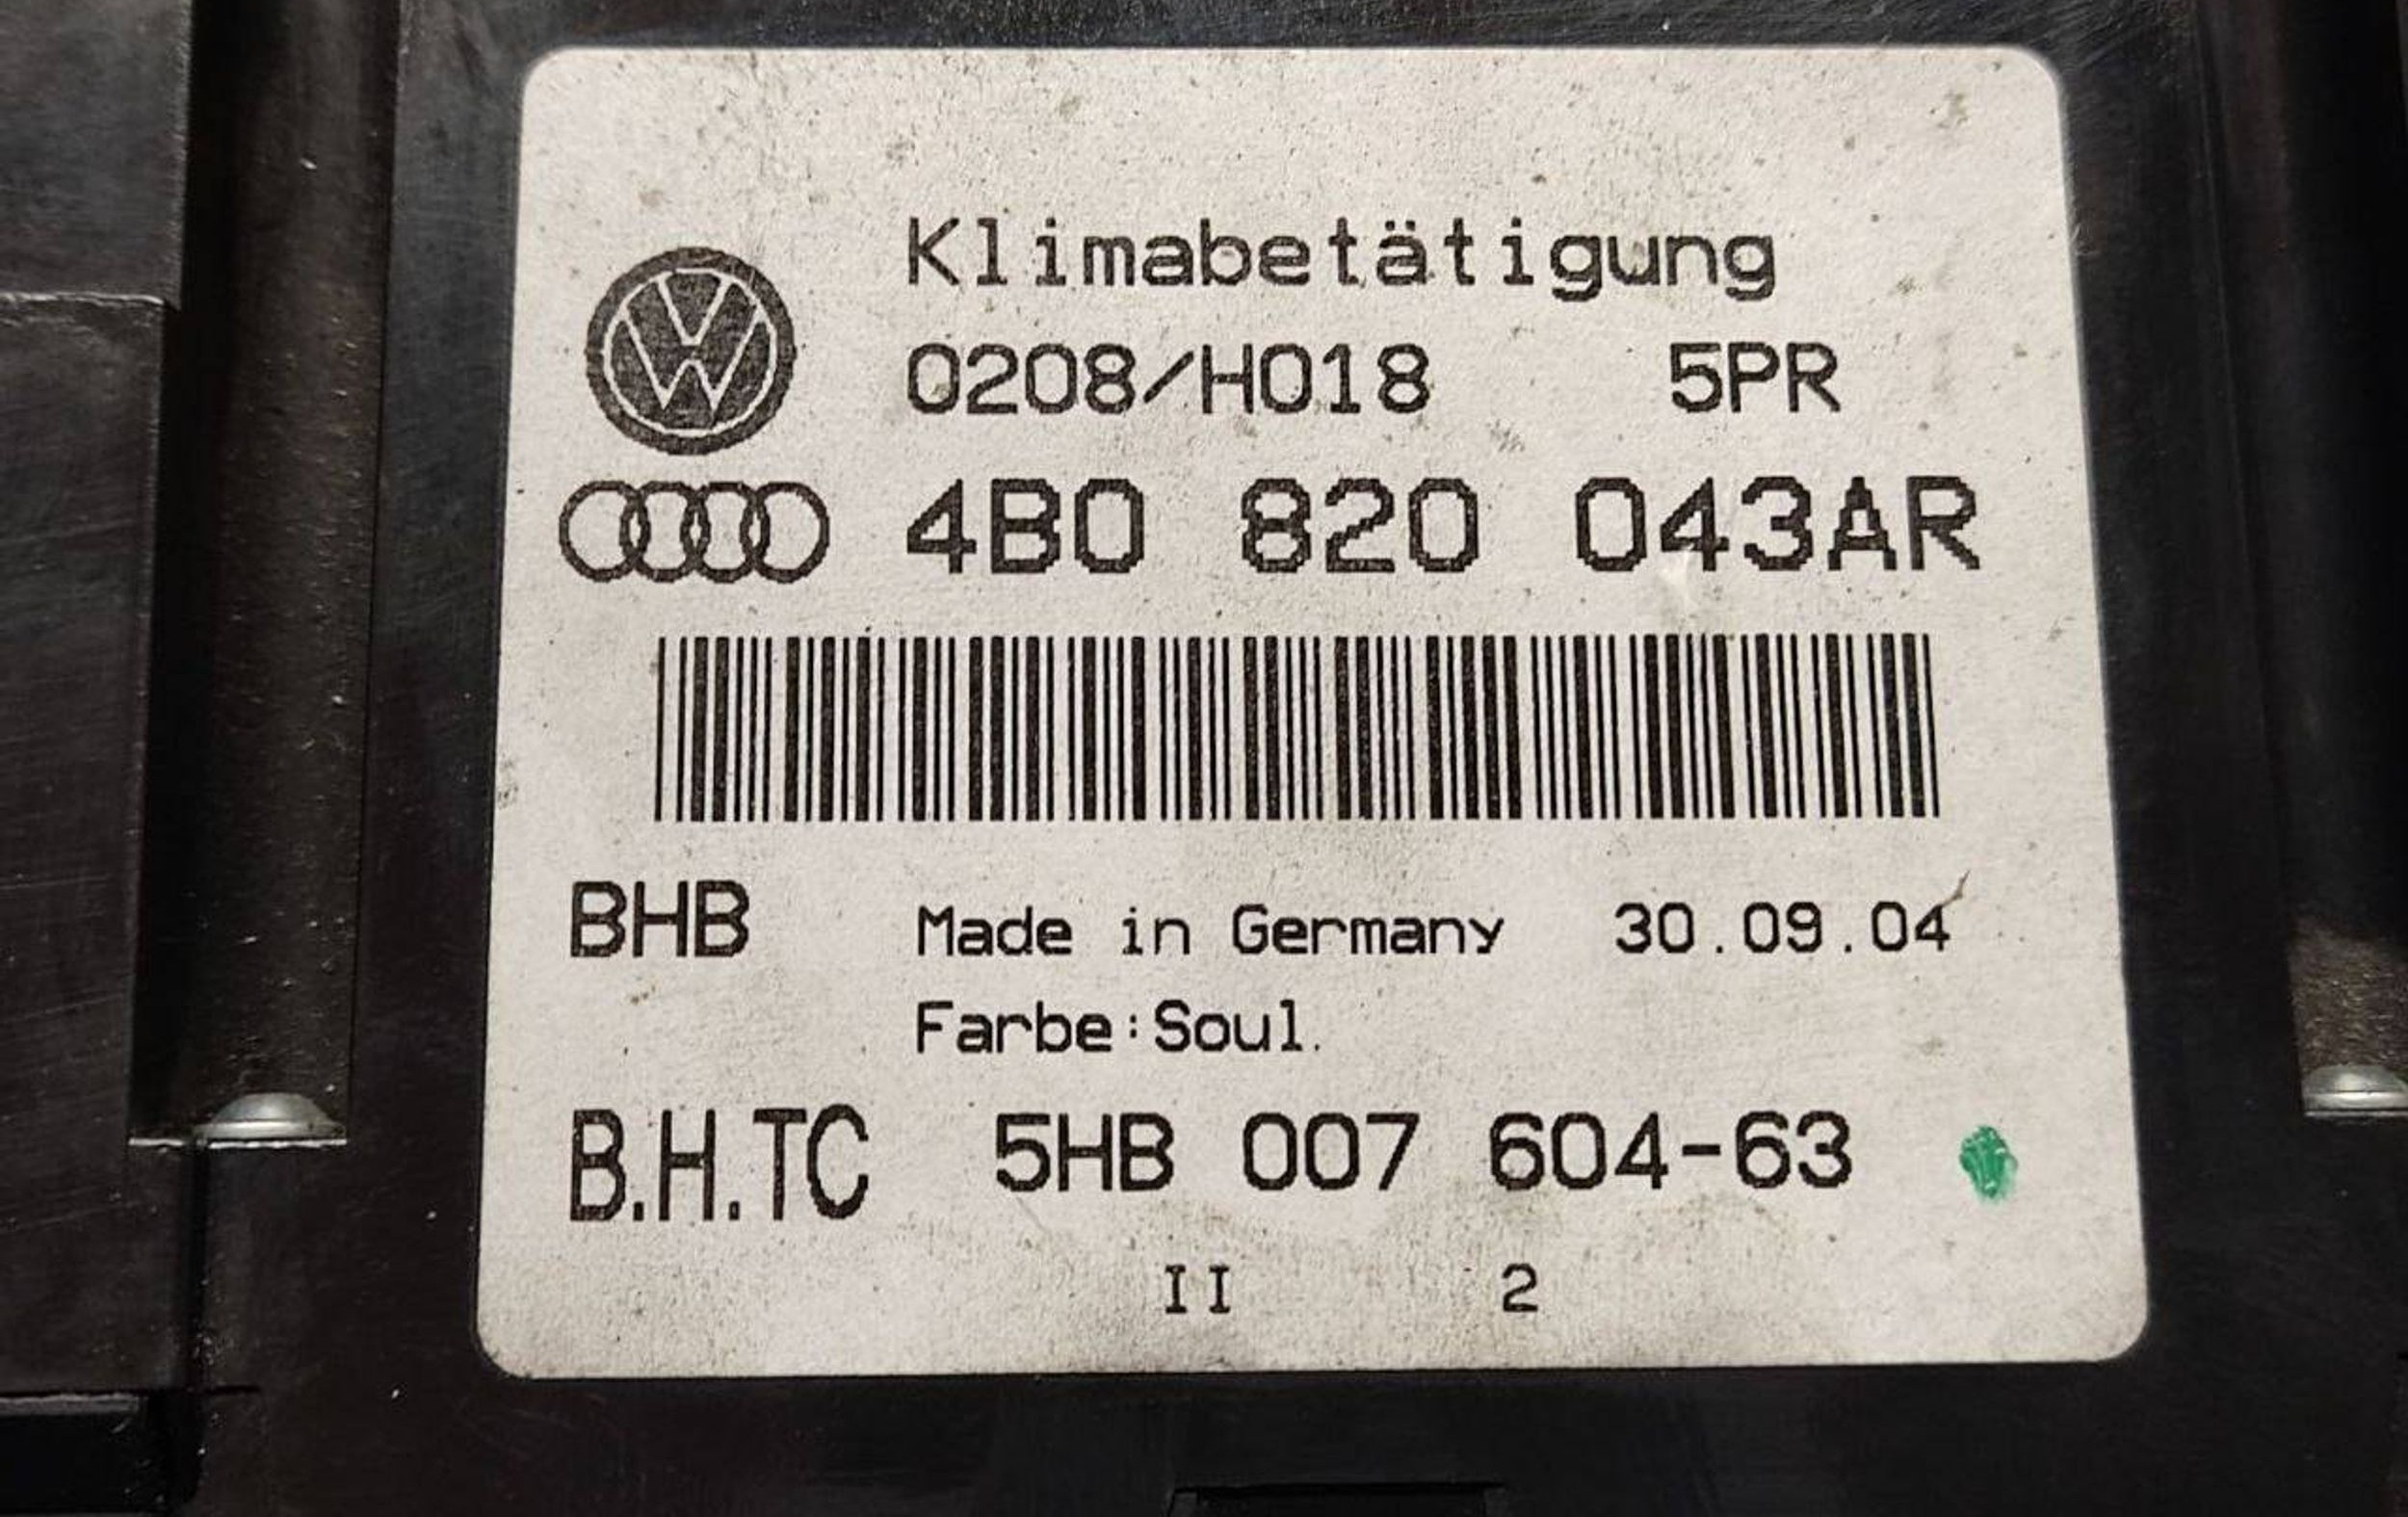 Klimabetätigung
0208/H018 5PR
4B0 820 043AR
BHB Made in Germany 30.09.04
Farbe:Soul.
B.H.TC 5HB 007 604-63
II 2